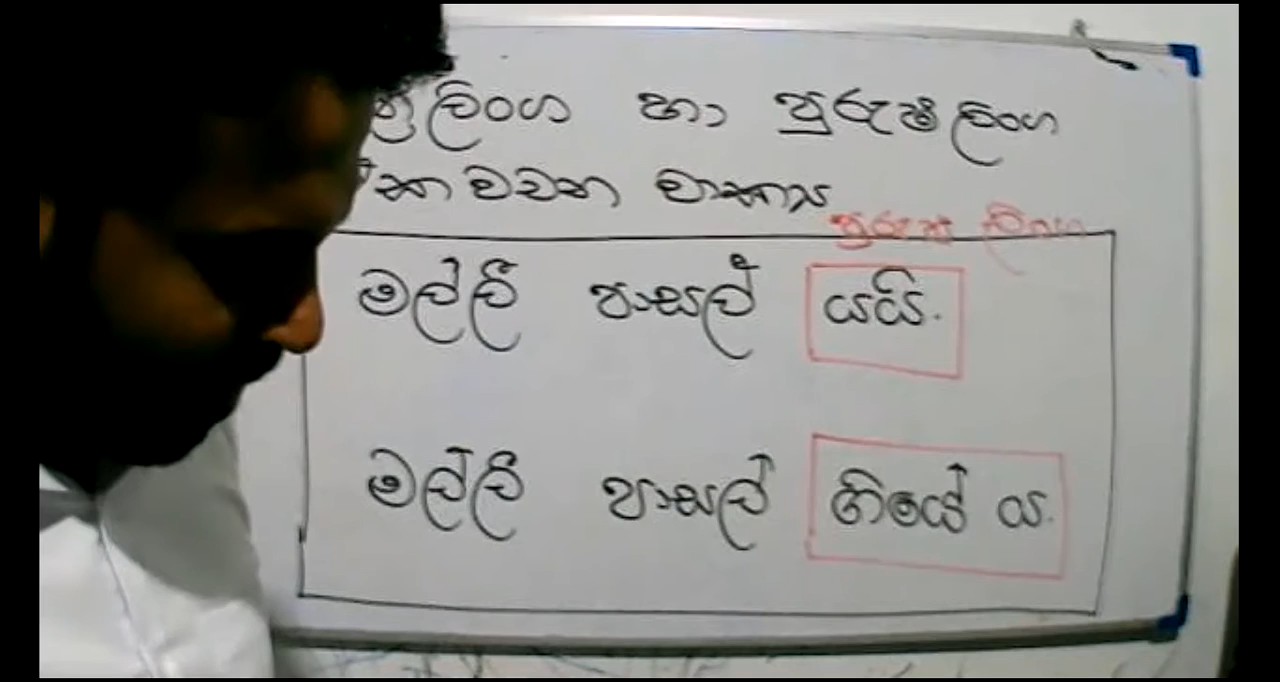 හා පුරුෂ ලිංග
වචන වාක්‍ය
පුරුෂ ලිංග
මල්ලී පාසල් යයි.
මල්ලී පාසල් ගියේ ය.